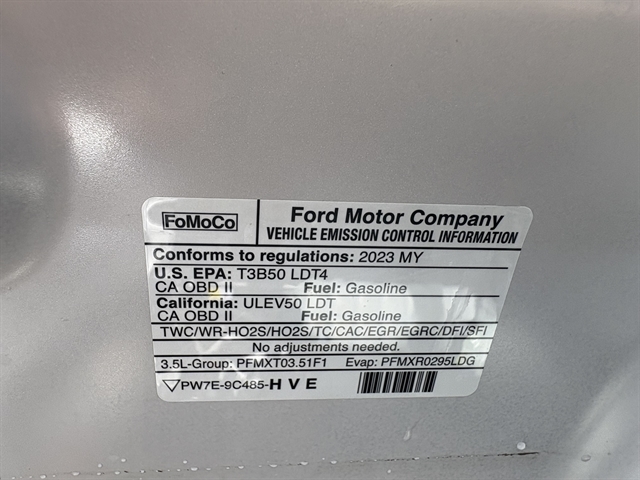 FoMoCo
Ford Motor Company
VEHICLE EMISSION CONTROL INFORMATION
Conforms to regulations: 2023 MY
U.S. EPA: T3B50 LDT4
CA OBD II Fuel: Gasoline
California: ULEV50 LDT
CA OBD II Fuel: Gasoline
TWC/WR-HO2S/HO2S/TC/CAC/EGR/EGRC/DFI/SFI
No adjustments needed.
3.5L-Group: PFMXT03.51F1 Evap: PFMXR0295LDG
PW7E-9C485-H V E